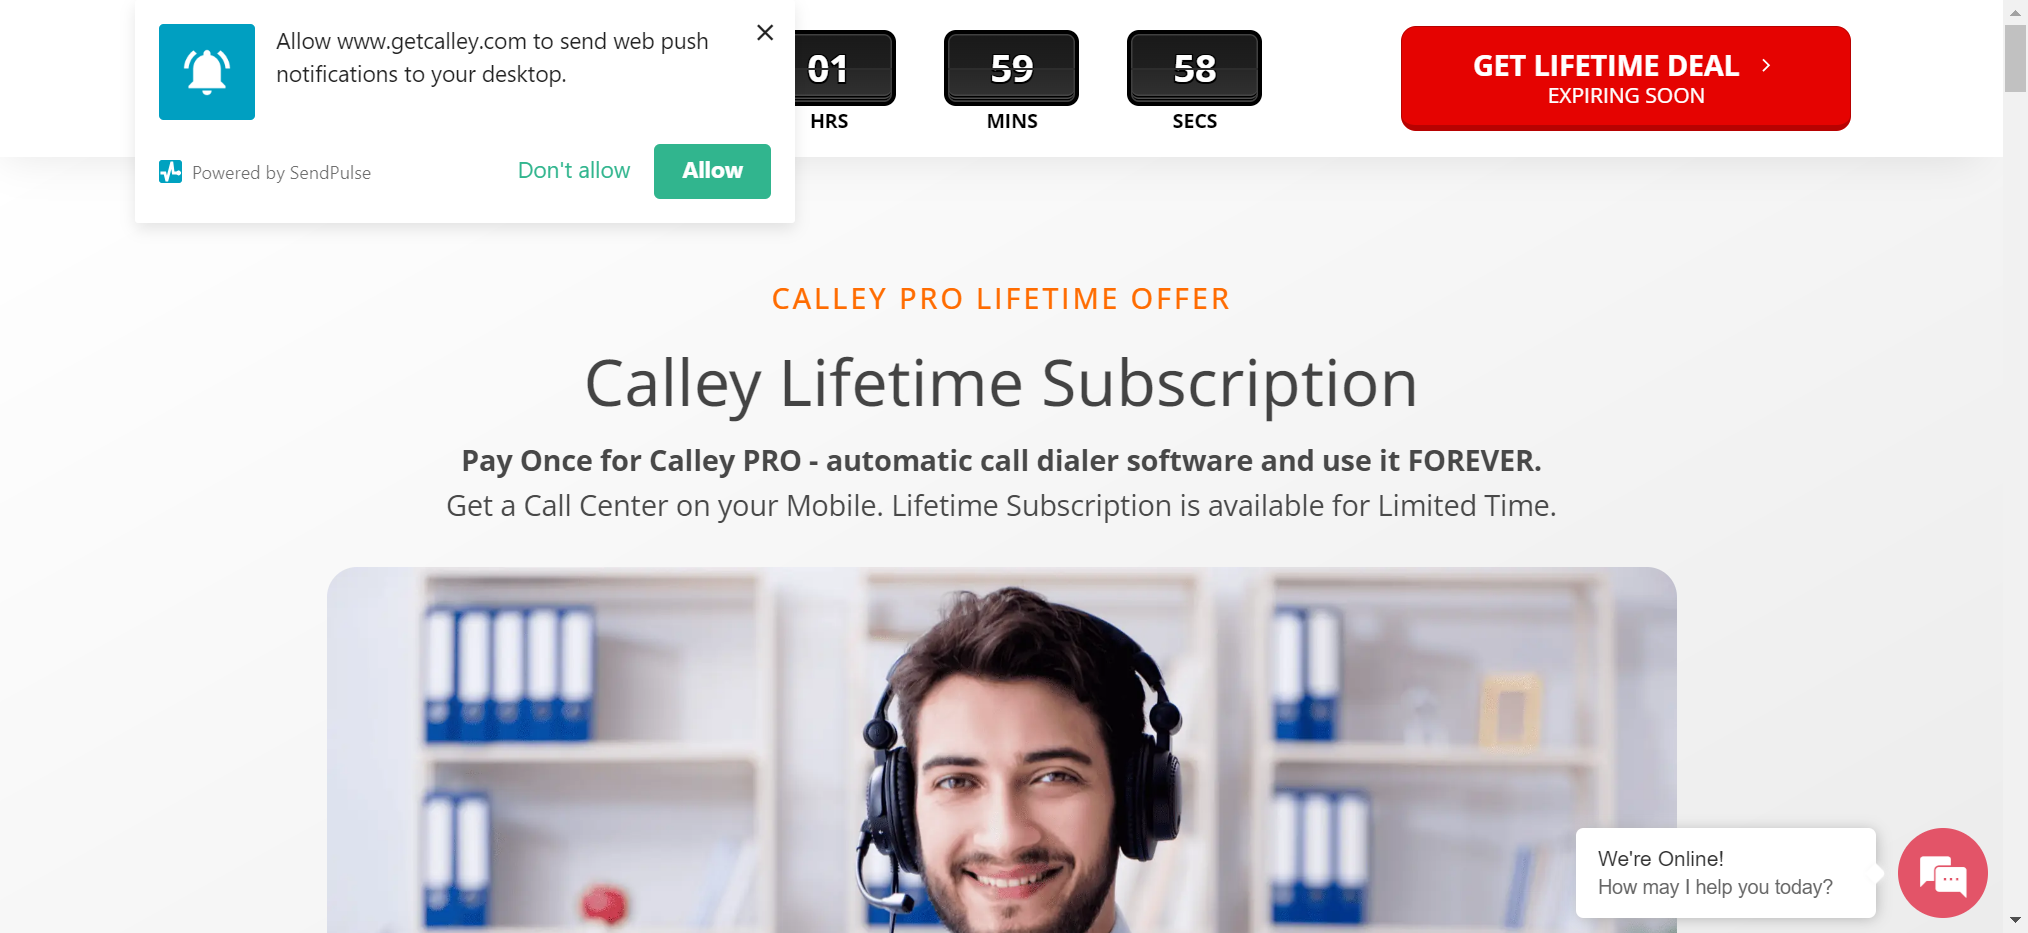 Allow www.getcalley.com to send web push
notifications to your desktop.
Powered by SendPulse
Don't allow
Allow
01
HRS
59
MINS
58
SECS
GET LIFETIME DEAL
EXPIRING SOON
CALLEY PRO LIFETIME OFFER
Calley Lifetime Subscription
Pay Once for Calley PRO - automatic call dialer software and use it FOREVER.
Get a Call Center on your Mobile. Lifetime Subscription is available for Limited Time.
We're Online!
How may I help you today?